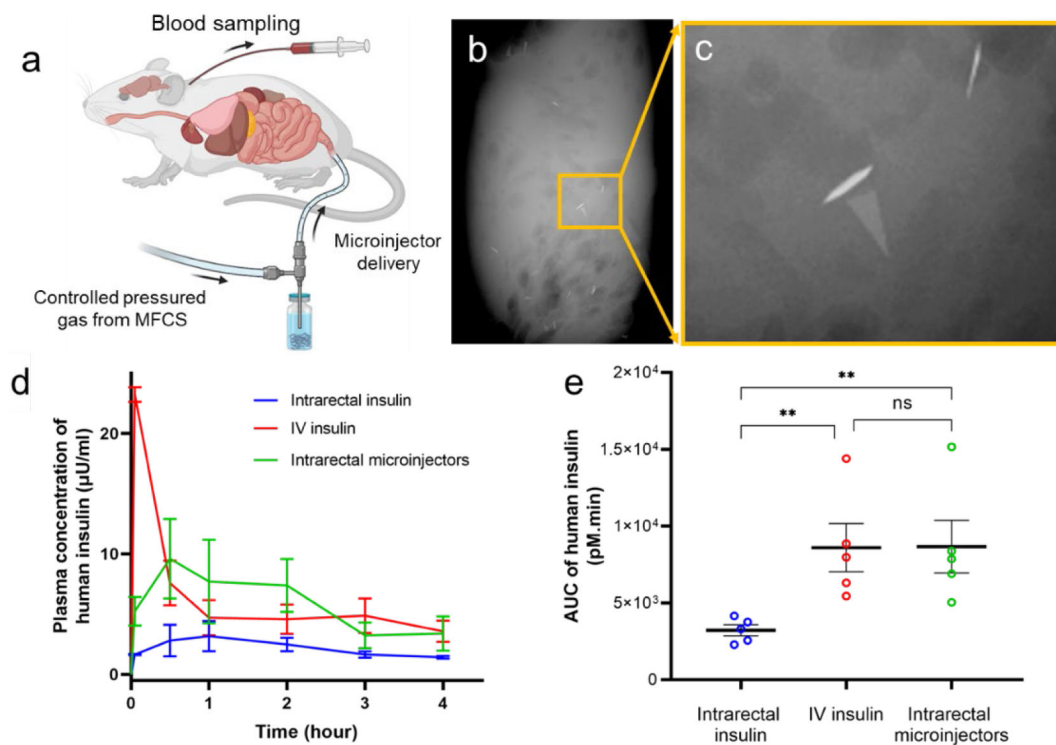 a
Blood sampling
Microinjector
delivery
Controlled pressured
gas from MFCS
b
c
d
Plasma concentration of
human insulin (μU/ml)
20
10
0
0
1
2
3
4
Time (hour)
Intrarectal insulin
IV insulin
Intrarectal microinjectors
e
AUC of human insulin
(pM.min)
2×10⁴
1.5×10⁴
1×10⁴
5×10³
0
**
**
ns
Intrarectal
insulin
IV insulin
Intrarectal
microinjectors